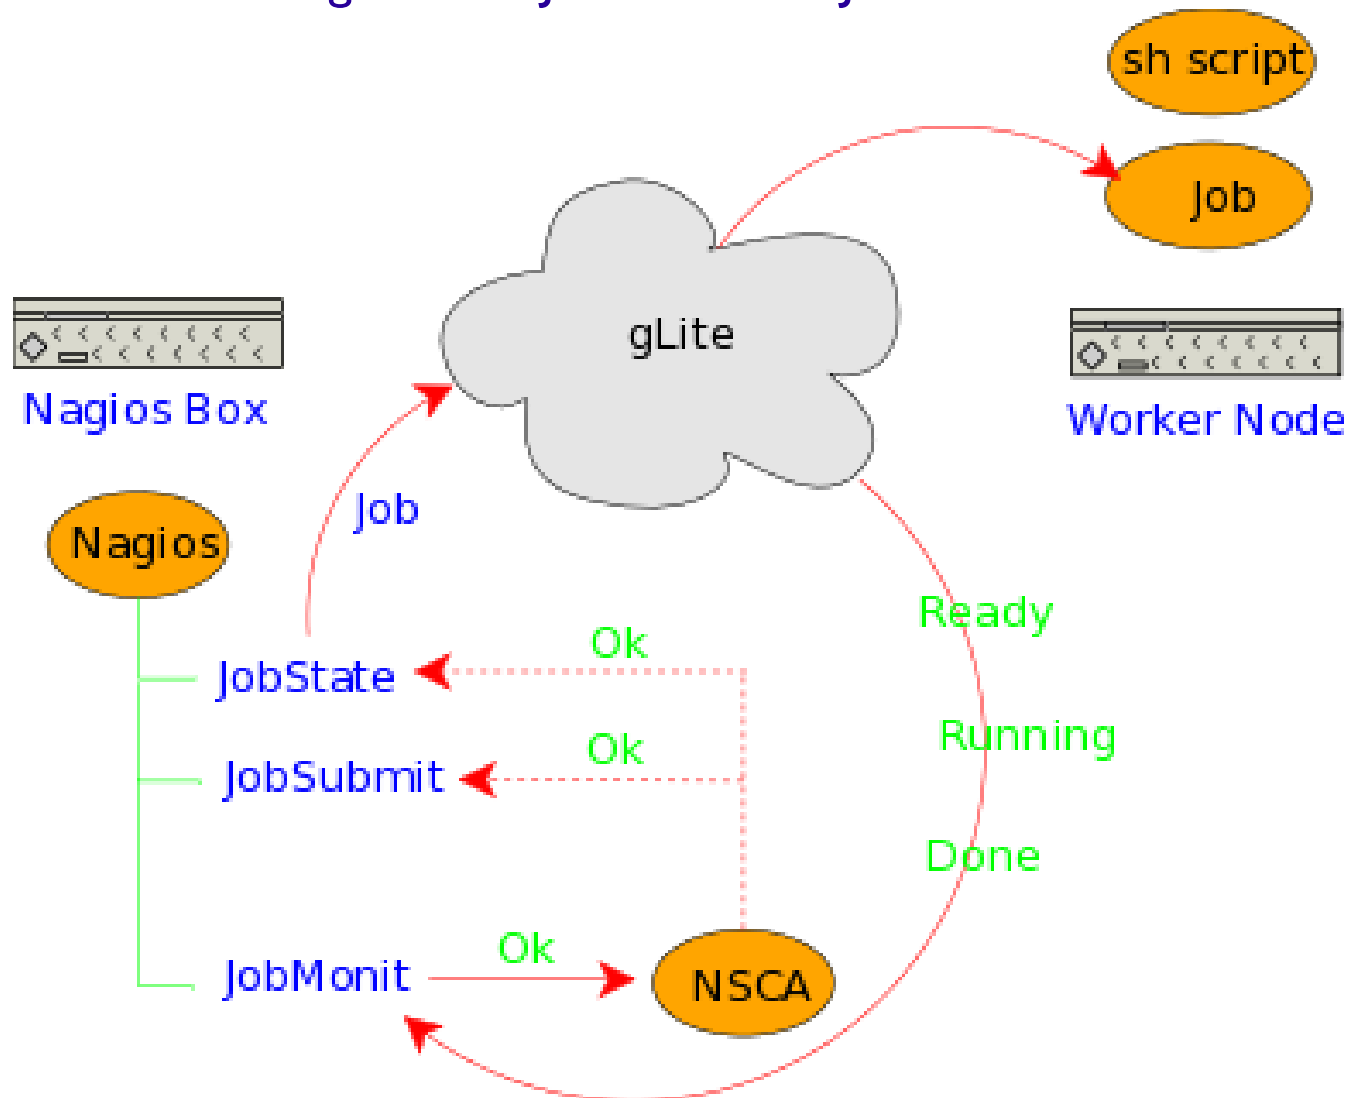 sh script
Job
gLite
Nagios Box
Worker Node
Job
Nagios
Ready
Ok
JobState
Running
Ok
JobSubmit
Done
Ok
JobMonit
NSCA